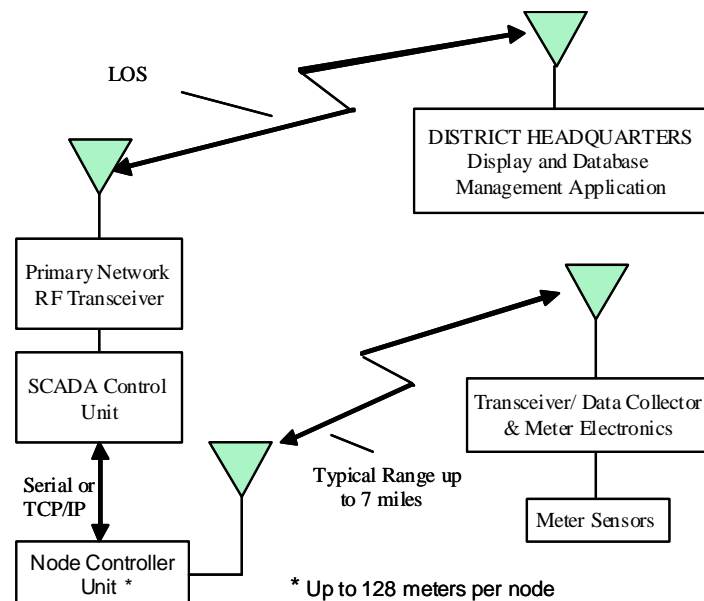 LOS
DISTRICT HEADQUARTERS
Display and Database
Management Application
Primary Network
RF Transceiver
SCADA Control
Unit
Transceiver/ Data Collector
& Meter Electronics
Serial or
TCP/IP
Typical Range up
to 7 miles
Meter Sensors
Node Controller
Unit *
* Up to 128 meters per node